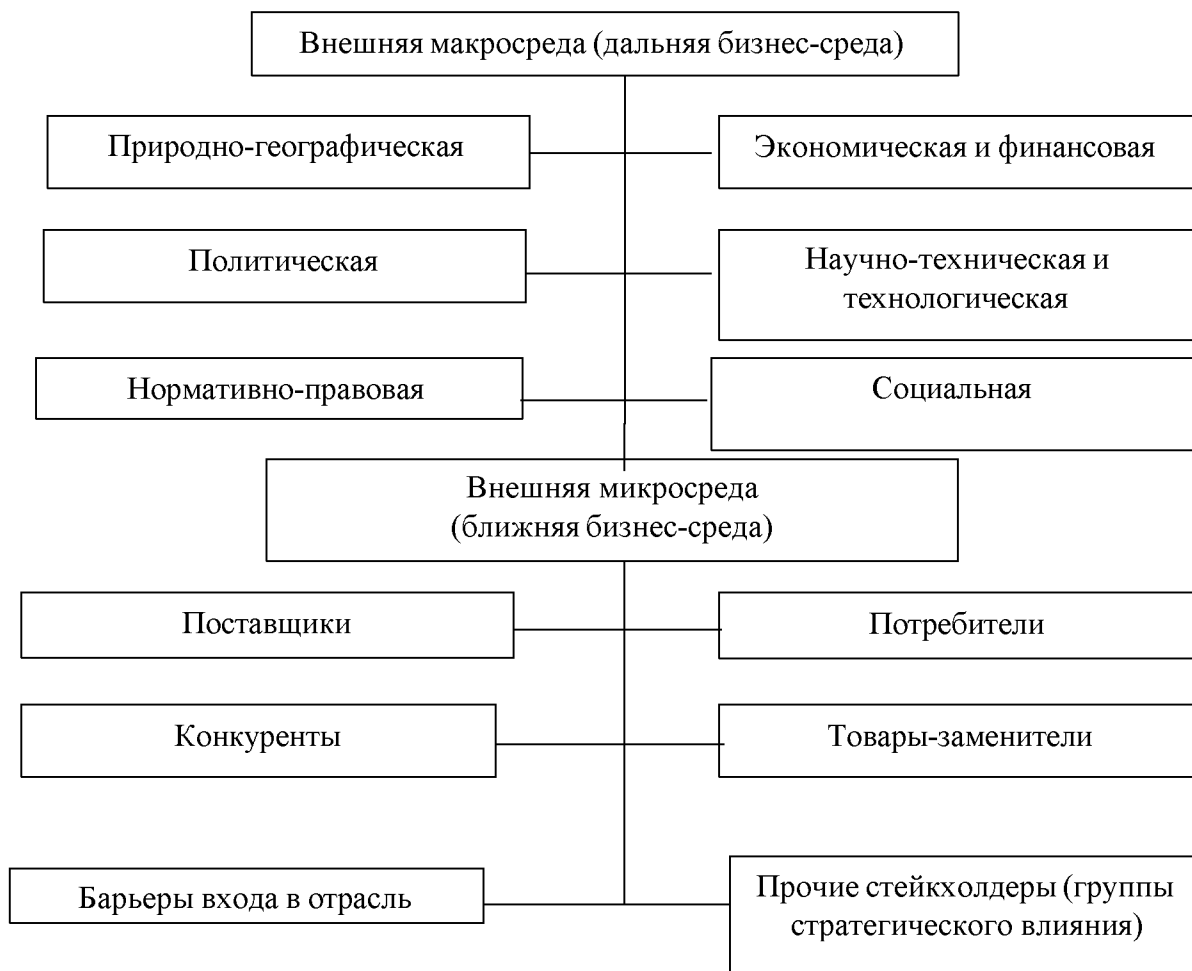 Внешняя макросреда (дальняя бизнес-среда)
Природно-географическая
Экономическая и финансовая
Политическая
Научно-техническая и
технологическая
Нормативно-правовая
Социальная
Внешняя микросреда
(ближняя бизнес-среда)
Поставщики
Потребители
Конкуренты
Товары-заменители
Барьеры входа в отрасль
Прочие стейкхолдеры (группы
стратегического влияния)